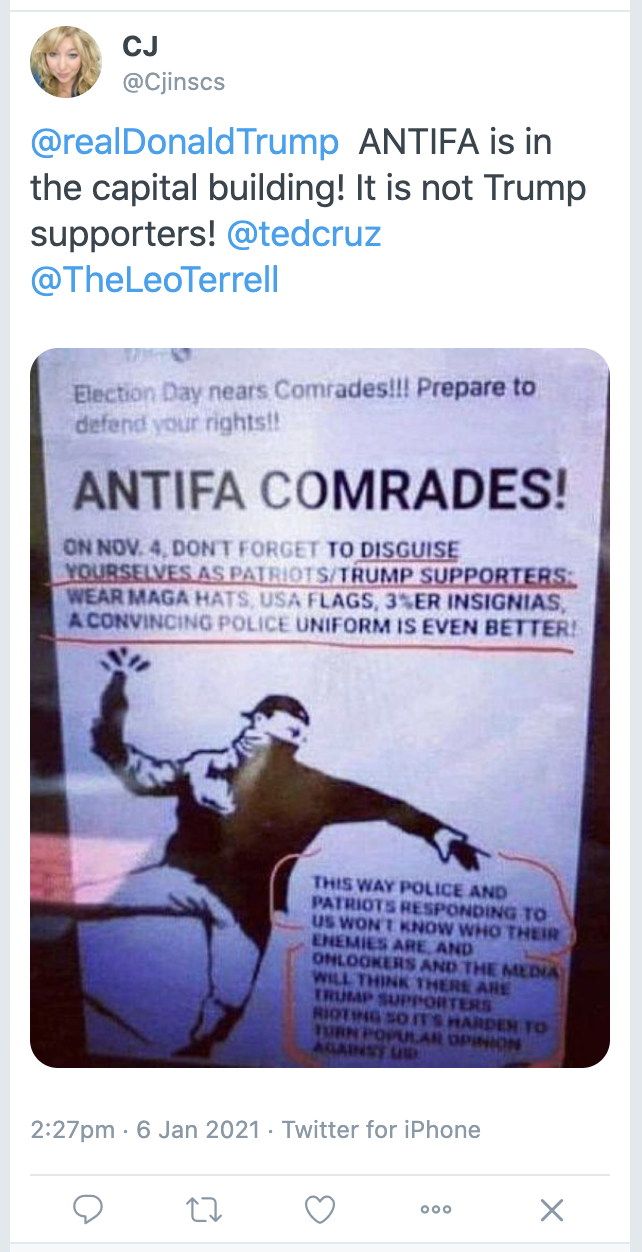 CJ
@Cjinscs
@realDonaldTrump ANTIFA is in
the capital building! It is not Trump
supporters! @tedcruz
@TheLeoTerrell
Election Day nears Comrades!!! Prepare to
defend your rights!!
ANTIFA COMRADES!
ON NOV. 4, DON'T FORGET TO DISGUISE
YOURSELVES AS PATRIOTS/TRUMP SUPPORTERS:
WEAR MAGA HATS, USA FLAGS, 3%ER INSIGNIAS,
A CONVINCING POLICE UNIFORM IS EVEN BETTER!
THIS WAY POLICE AND
PATRIOTS RESPONDING TO
US WON'T KNOW WHO THEIR
ENEMIES ARE, AND
ONLOOKERS AND THE MEDIA
WILL THINK THERE ARE
TRUMP SUPPORTERS
RIOTING SO IT'S HARDER TO
TURN POPULAR OPINION
AGAINST US!
2:27pm · 6 Jan 2021 · Twitter for iPhone